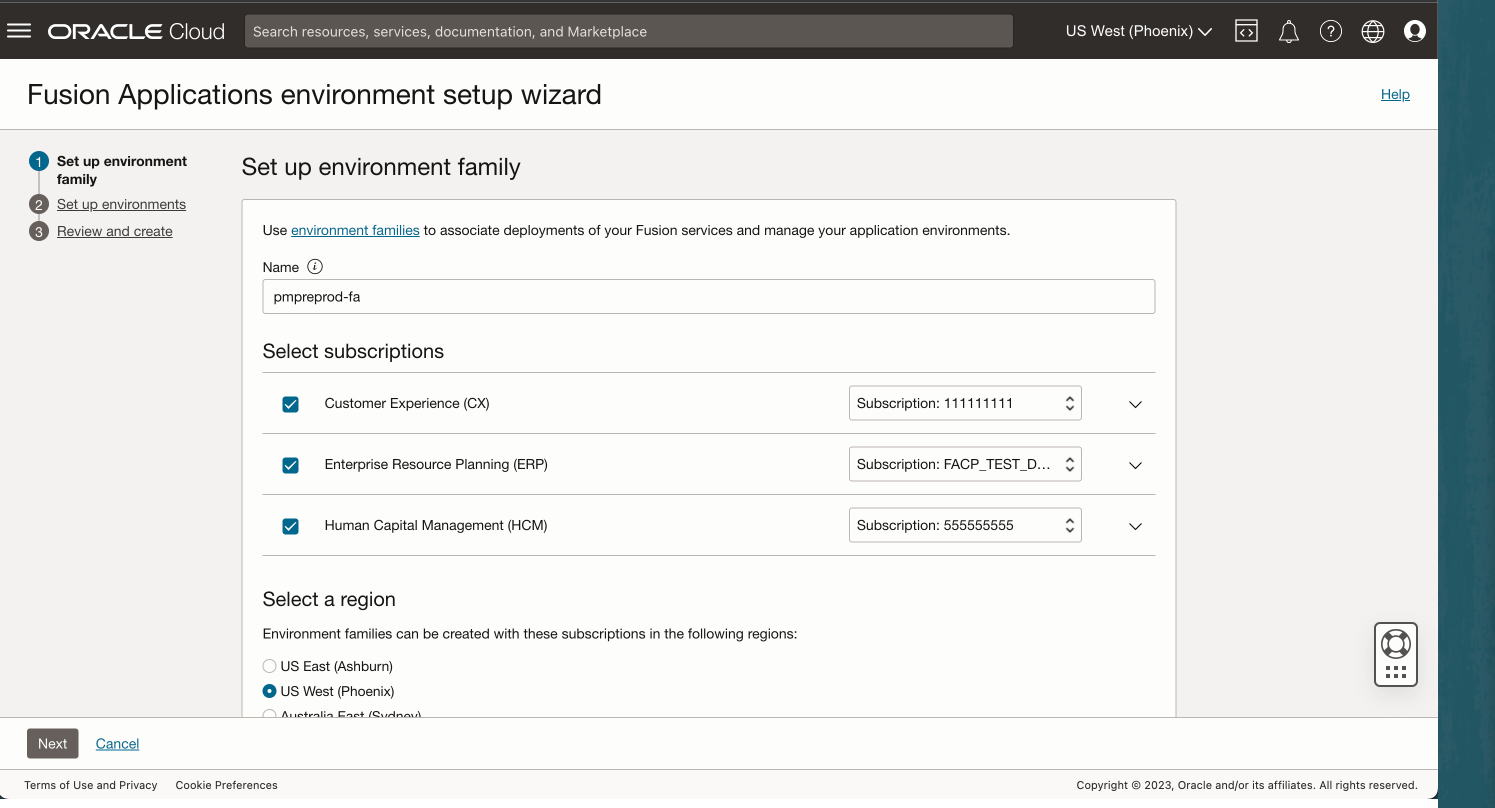 ORACLE Cloud
Search resources, services, documentation, and Marketplace
US West (Phoenix)
Fusion Applications environment setup wizard
Help
1 Set up environment
family
2 Set up environments
3 Review and create
Set up environment family
Use environment families to associate deployments of your Fusion services and manage your application environments.
Name
pmpreprod-fa
Select subscriptions
Customer Experience (CX)
Subscription: 111111111
Enterprise Resource Planning (ERP)
Subscription: FACP_TEST_D...
Human Capital Management (HCM)
Subscription: 555555555
Select a region
Environment families can be created with these subscriptions in the following regions:
US East (Ashburn)
US West (Phoenix)
Australia East (Sydney)
Next
Cancel
Terms of Use and Privacy
Cookie Preferences
Copyright © 2023, Oracle and/or its affiliates. All rights reserved.